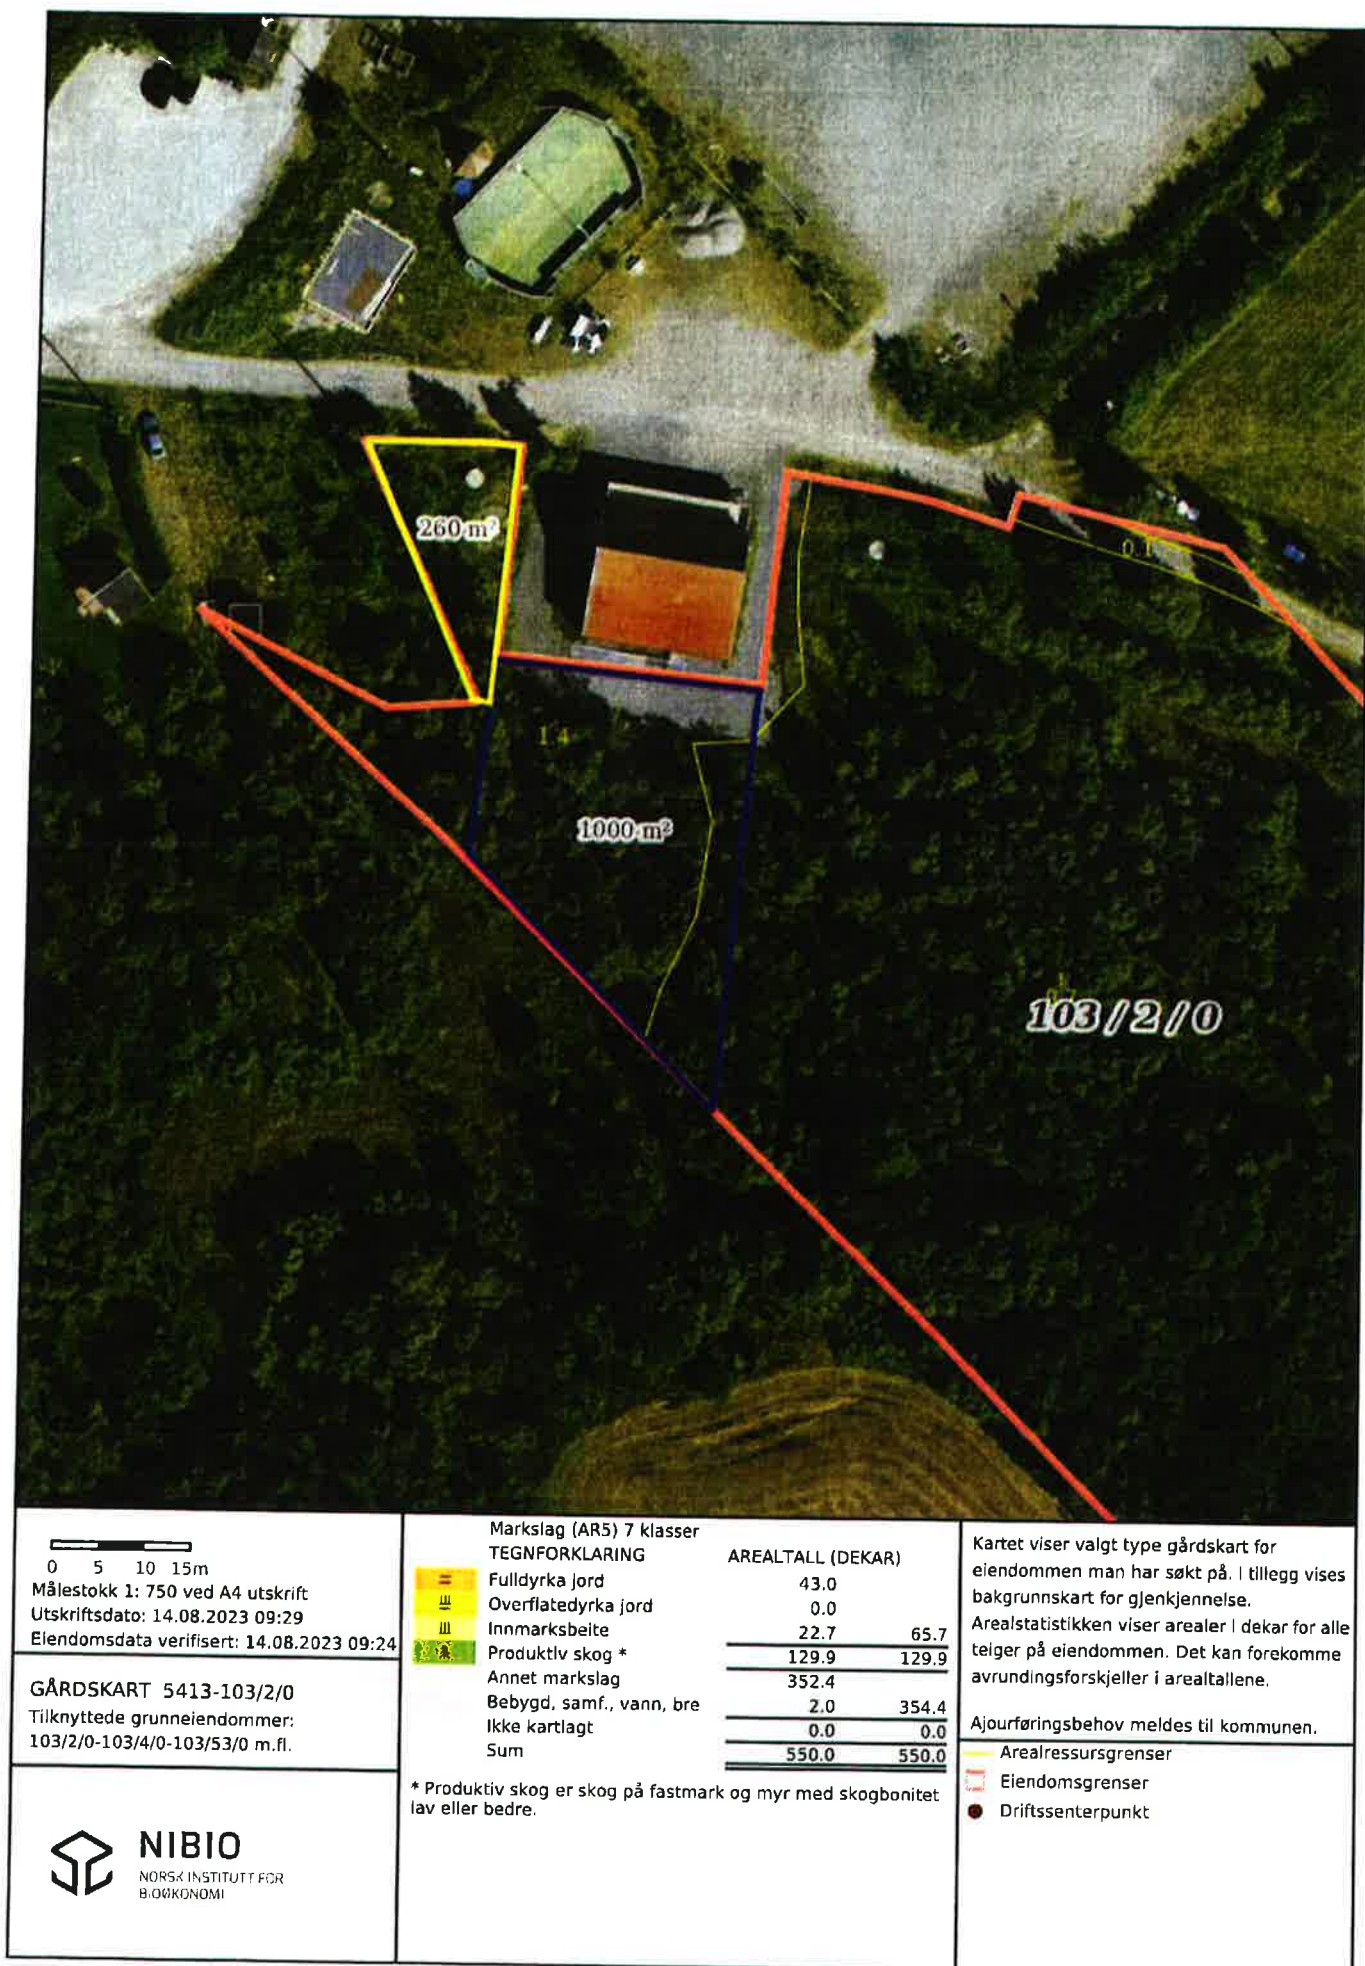 260 m²
0.1
1.4
1000 m²
103/2/0
0 5 10 15m
Målestokk 1: 750 ved A4 utskrift
Utskriftsdato: 14.08.2023 09:29
Eiendomsdata verifisert: 14.08.2023 09:24
GÅRDSKART 5413-103/2/0
Tilknyttede grunneiendommer:
103/2/0-103/4/0-103/53/0 m.fl.
NIBIO
NORSK INSTITUTT FOR
BIOØKONOMI
Markslag (AR5) 7 klasser
TEGNFORKLARING AREALTALL (DEKAR)
Fulldyrka jord 43.0
Overflatedyrka jord 0.0
Innmarksbeite 22.7 65.7
Produktiv skog * 129.9 129.9
Annet markslag 352.4
Bebygd, samf., vann, bre 2.0 354.4
Ikke kartlagt 0.0 0.0
Sum 550.0 550.0
* Produktiv skog er skog på fastmark og myr med skogbonitet
lav eller bedre.
Kartet viser valgt type gårdskart for
eiendommen man har søkt på. I tillegg vises
bakgrunnskart for gjenkjennelse.
Arealstatistikken viser arealer i dekar for alle
teiger på eiendommen. Det kan forekomme
avrundingsforskjeller i arealtallene.
Ajourføringsbehov meldes til kommunen.
Arealressursgrenser
Eiendomsgrenser
Driftssenterpunkt